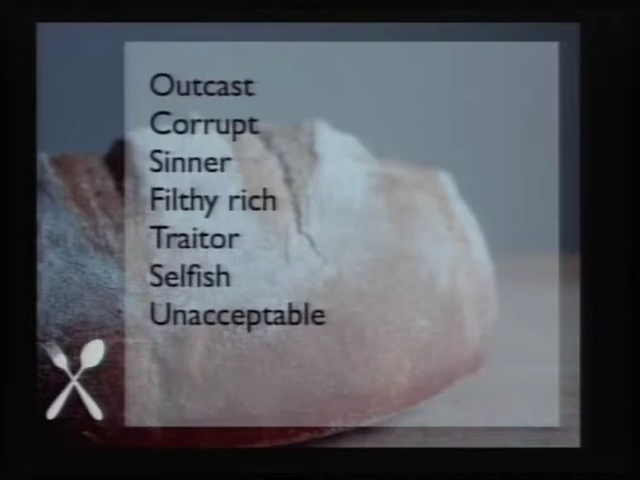 Outcast
Corrupt
Sinner
Filthy rich
Traitor
Selfish
Unacceptable